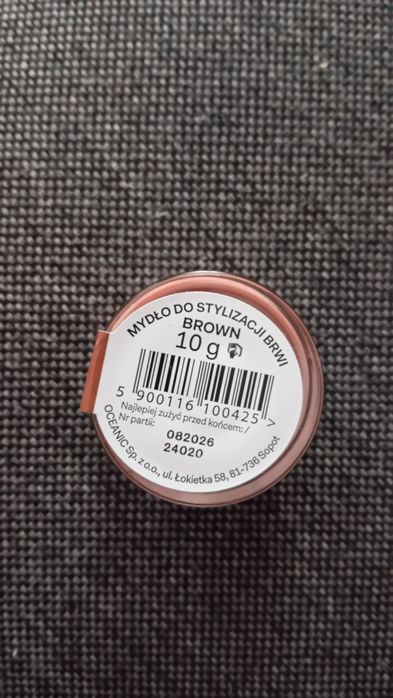 MYDŁO DO STYLIZACJI BRWI
BROWN
10 g
5 900116 100425 7
Najlepiej zużyć przed końcem: /
Nr partii:
082026
24020
OCEANIC Sp. z o.o., ul. Łokietka 58, 81-736 Sopot